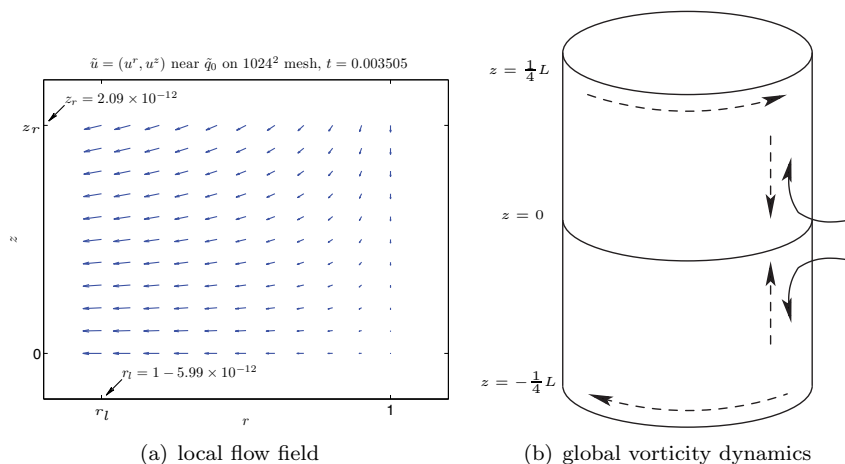 ũ = (u^r, u^z) near q̃_0 on 1024^2 mesh, t = 0.003505
z_r = 2.09 × 10^{-12}
z_r
z
0
r_l = 1 − 5.99 × 10^{-12}
r_l
r
1
(a) local flow field
z = 1/4 L
z = 0
z = −1/4 L
(b) global vorticity dynamics